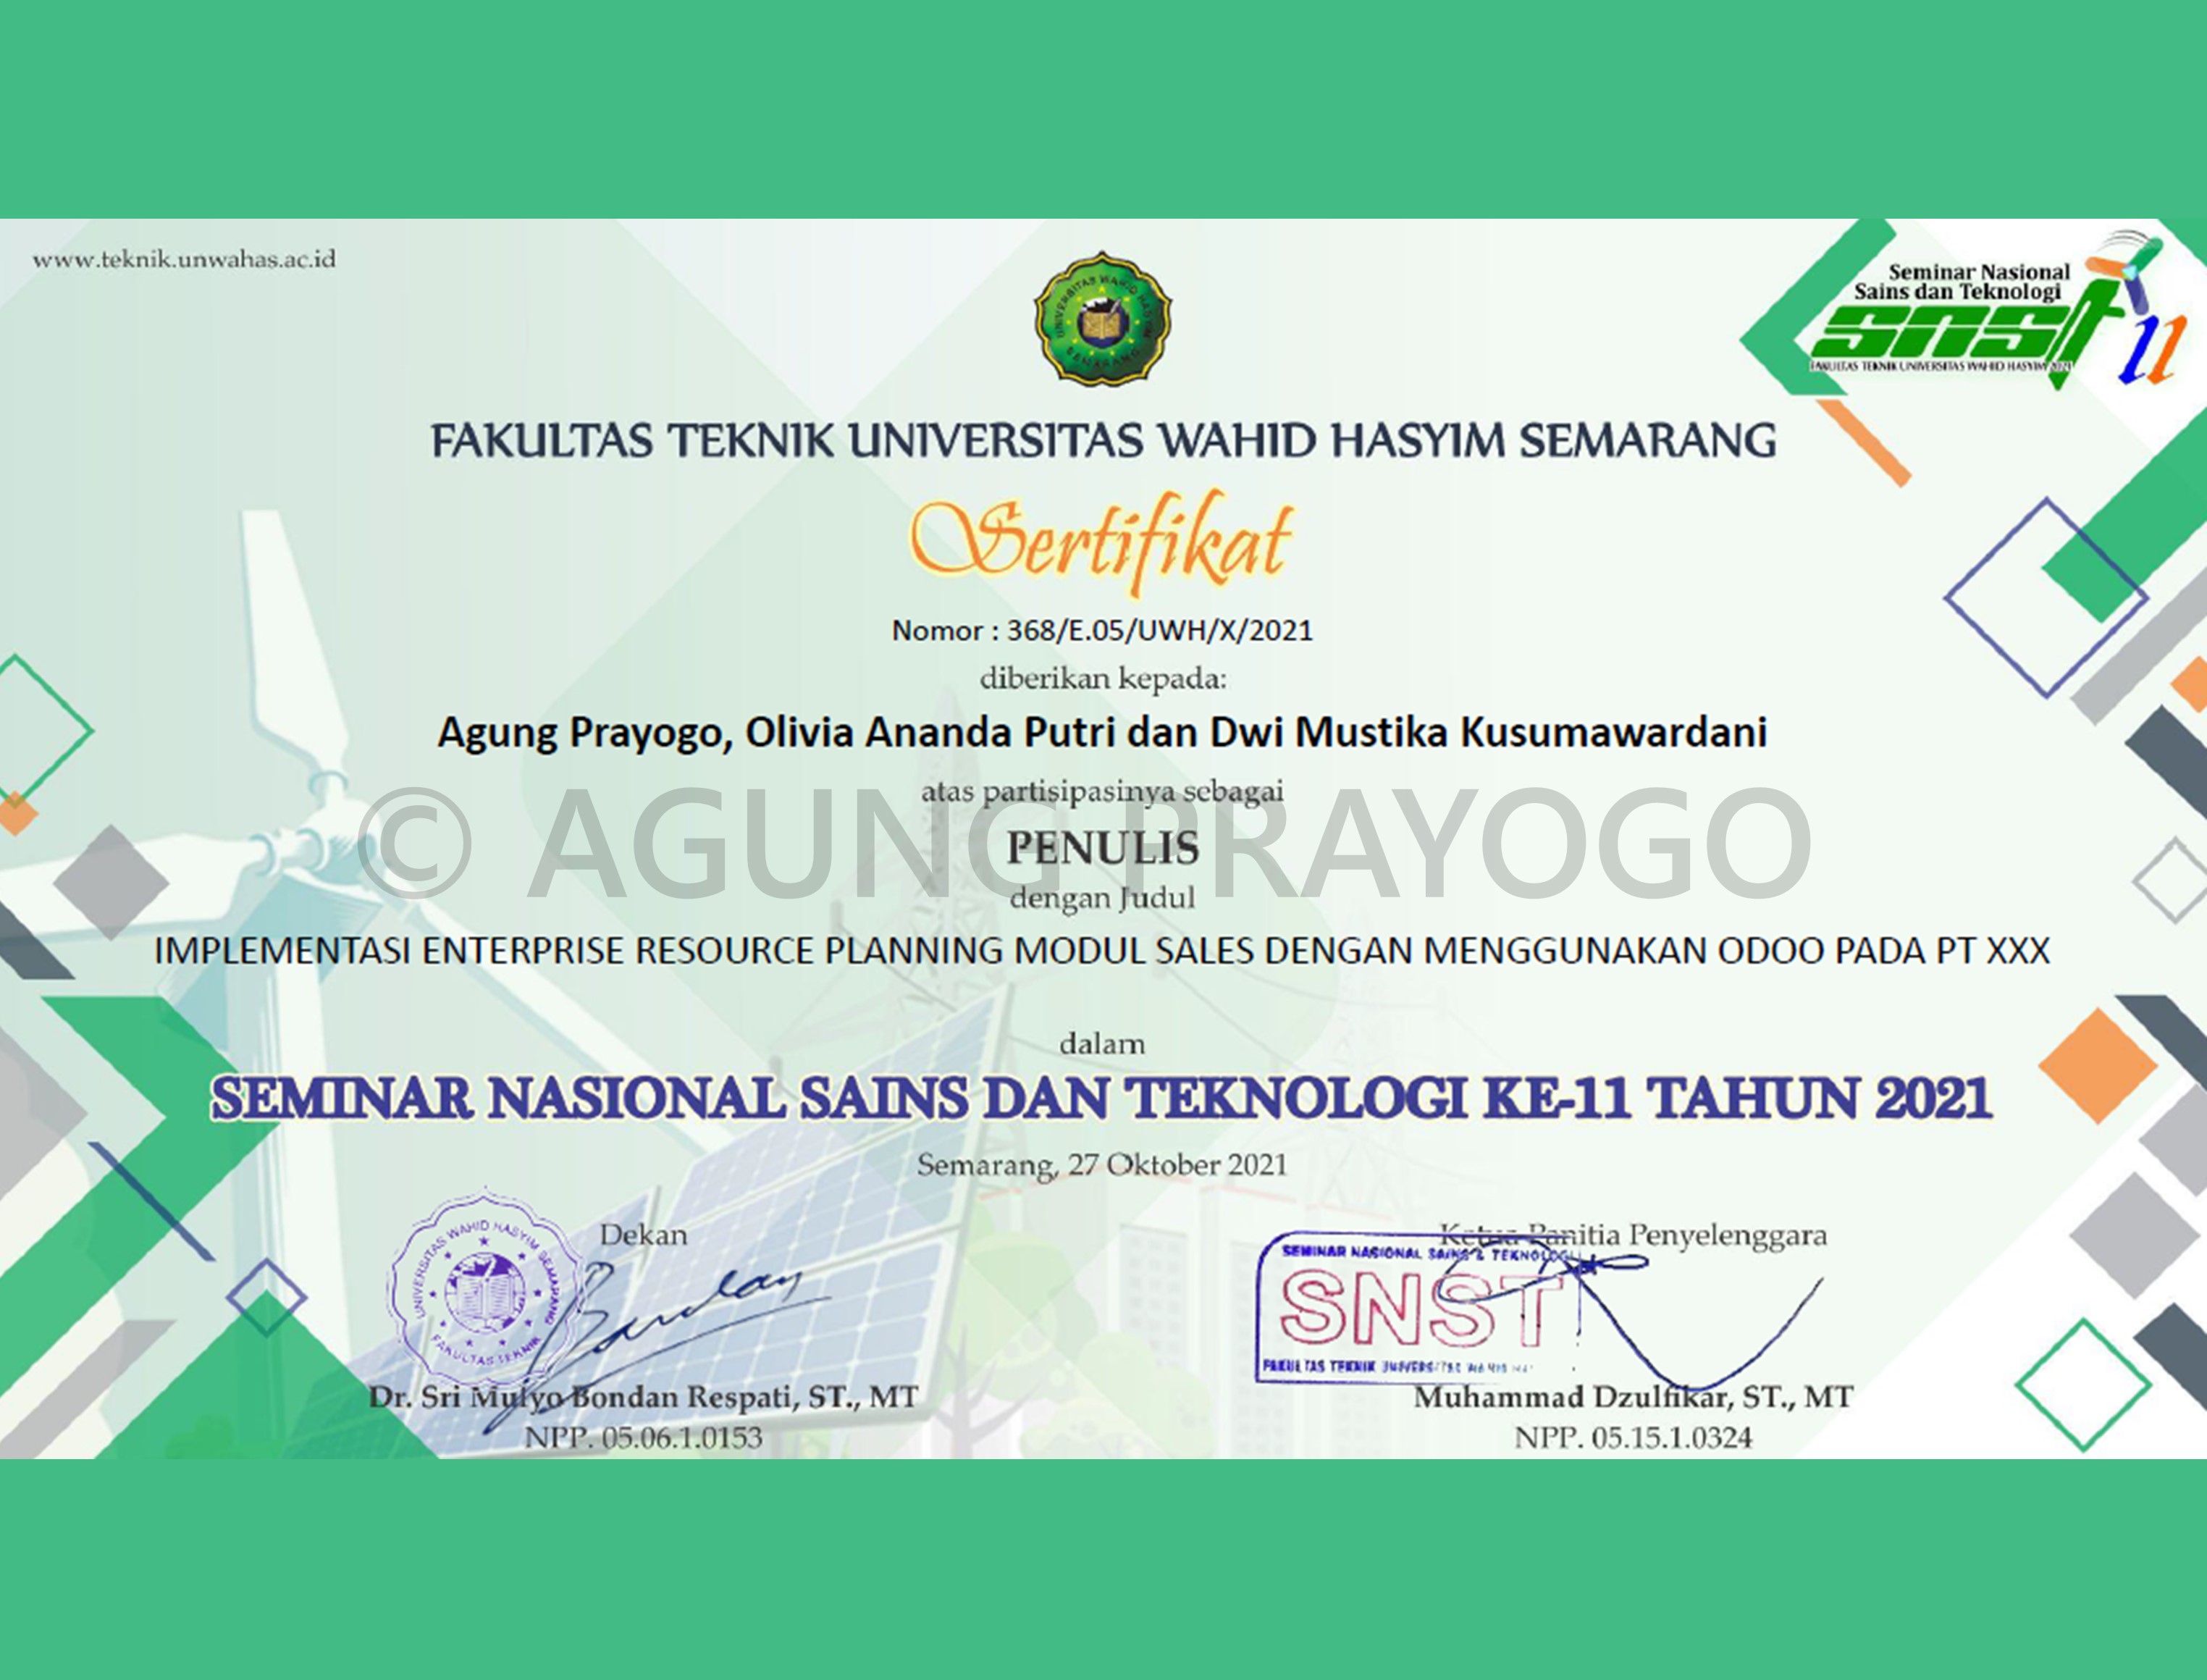 www.teknik.unwahas.ac.id
UNIVERSITAS WAHID HASYIM
SEMARANG
Seminar Nasional
Sains dan Teknologi
snst 11
FAKULTAS TEKNIK UNIVERSITAS WAHID HASYIM 2021
FAKULTAS TEKNIK UNIVERSITAS WAHID HASYIM SEMARANG
Sertifikat
Nomor : 368/E.05/UWH/X/2021
diberikan kepada:
Agung Prayogo, Olivia Ananda Putri dan Dwi Mustika Kusumawardani
atas partisipasinya sebagai
© AGUNG PRAYOGO
PENULIS
dengan Judul
IMPLEMENTASI ENTERPRISE RESOURCE PLANNING MODUL SALES DENGAN MENGGUNAKAN ODOO PADA PT XXX
dalam
SEMINAR NASIONAL SAINS DAN TEKNOLOGI KE-11 TAHUN 2021
Semarang, 27 Oktober 2021
Dekan
UNIVERSITAS WAHID HASYIM SEMARANG
FAKULTAS TEKNIK
Dr. Sri Mulyo Bondan Respati, ST., MT
NPP. 05.06.1.0153
Ketua Panitia Penyelenggara
SEMINAR NASIONAL SAINS & TEKNOLOGI
SNST
FAKULTAS TEKNIK UNIVERSITAS WAHID
Muhammad Dzulfikar, ST., MT
NPP. 05.15.1.0324